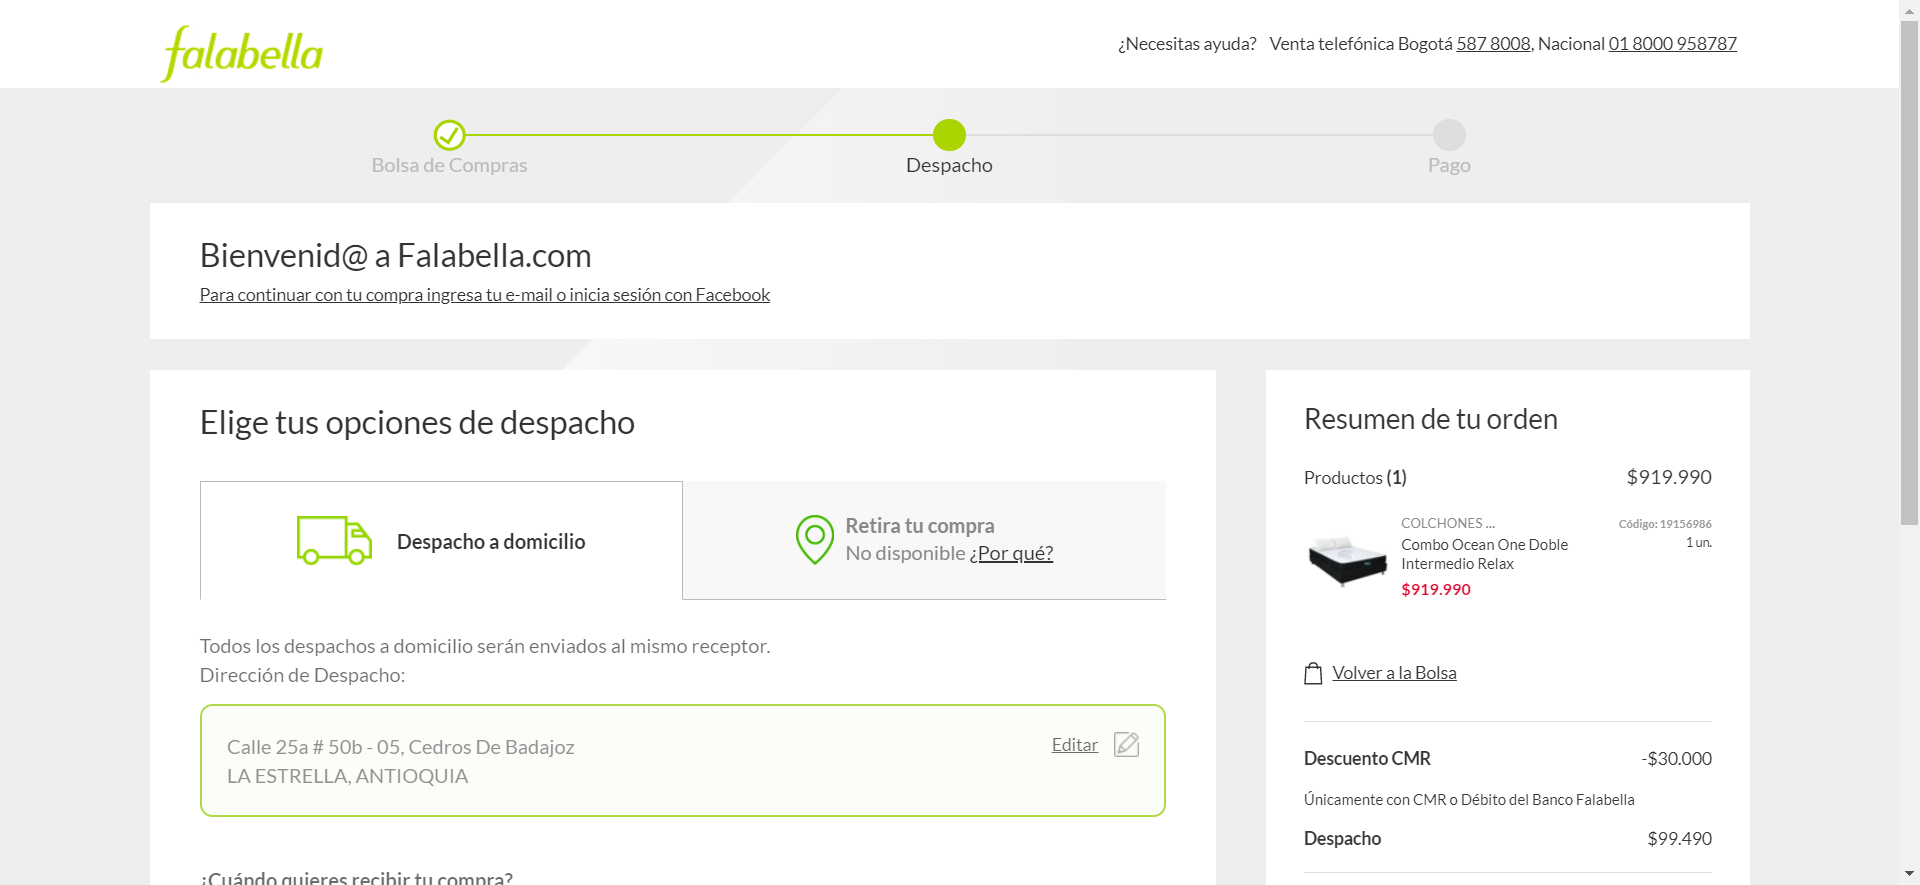 falabella
¿Necesitas ayuda? Venta telefónica Bogotá 587 8008, Nacional 01 8000 958787
Bolsa de Compras
Despacho
Pago
Bienvenid@ a Falabella.com
Para continuar con tu compra ingresa tu e-mail o inicia sesión con Facebook
Elige tus opciones de despacho
Despacho a domicilio
Retira tu compra
No disponible ¿Por qué?
Todos los despachos a domicilio serán enviados al mismo receptor.
Dirección de Despacho:
Calle 25a # 50b - 05, Cedros De Badajoz
LA ESTRELLA, ANTIOQUIA
Editar
¿Cuándo quieres recibir tu compra?
Resumen de tu orden
Productos (1) $919.990
COLCHONES ...
Código: 19156986
Combo Ocean One Doble
Intermedio Relax
1 un.
$919.990
Volver a la Bolsa
Descuento CMR -$30.000
Únicamente con CMR o Débito del Banco Falabella
Despacho $99.490